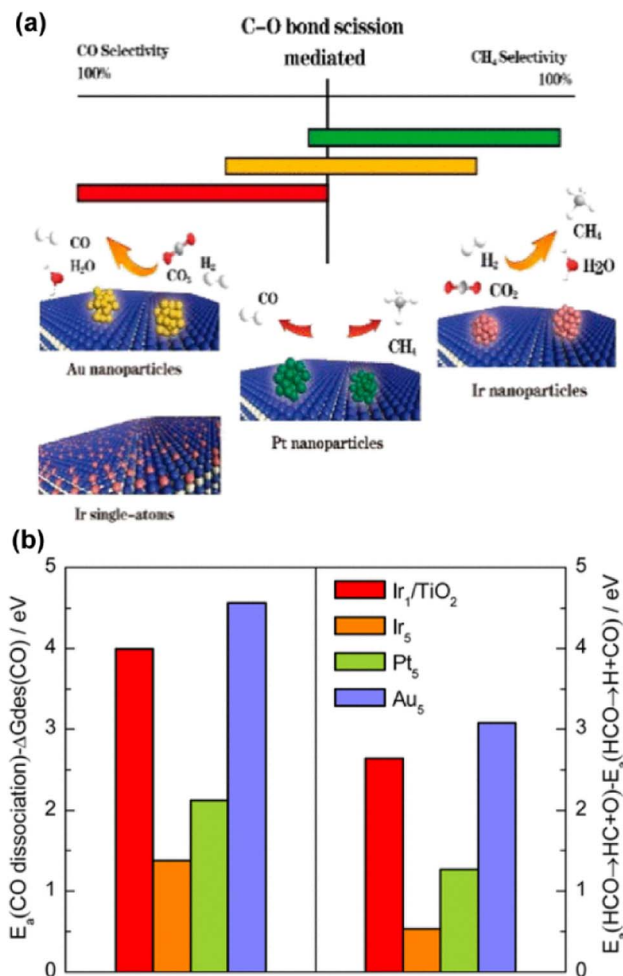 (a)
C-O bond scission
mediated
CO Selectivity
100%
CH₄ Selectivity
100%
CO
H₂O
CO₂
H₂
Au nanoparticles
CO
CH₄
Pt nanoparticles
H₂
CO₂
CH₄
H2O
Ir nanoparticles
Ir single-atoms
(b)
Eₐ(CO dissociation)-ΔGdes(CO) / eV
5
4
3
2
1
0
Ir₁/TiO₂
Ir₅
Pt₅
Au₅
5
4
3
2
1
0
Eₐ(HCO→HC+O)-Eₐ(HCO→H+CO) / eV